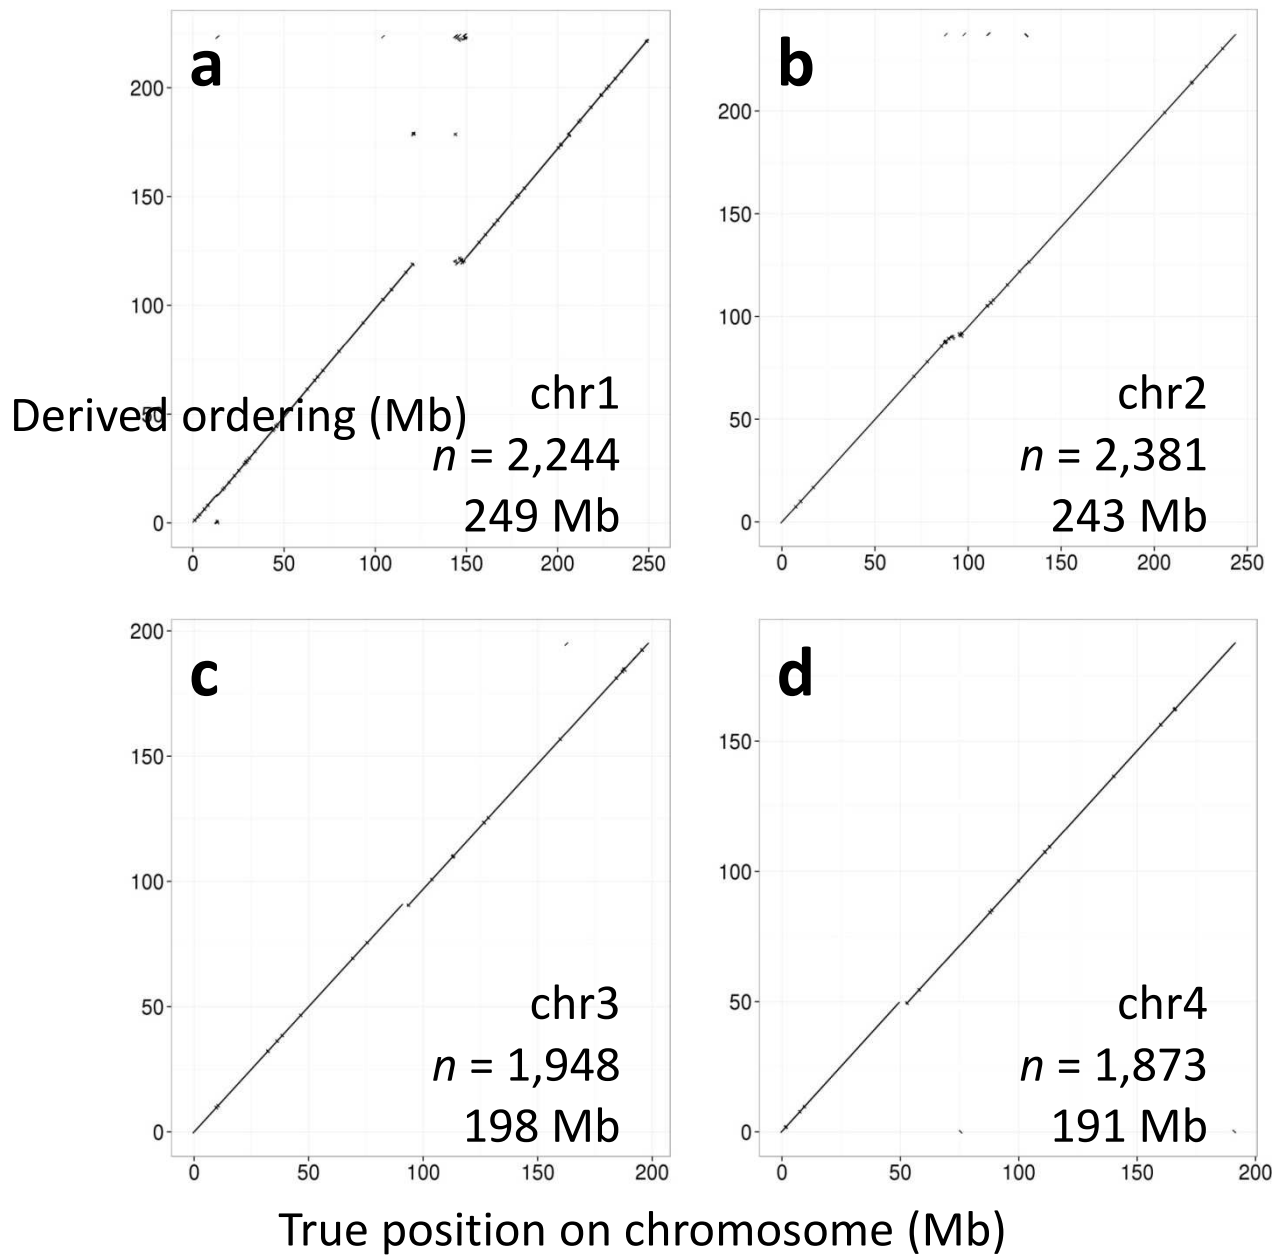 a
200
150
100
50
0
0 50 100 150 200 250
chr1
n = 2,244
249 Mb
b
200
150
100
50
0
0 50 100 150 200 250
chr2
n = 2,381
243 Mb
Derived ordering (Mb)
c
200
150
100
50
0
0 50 100 150 200
chr3
n = 1,948
198 Mb
d
150
100
50
0
0 50 100 150 200
chr4
n = 1,873
191 Mb
True position on chromosome (Mb)